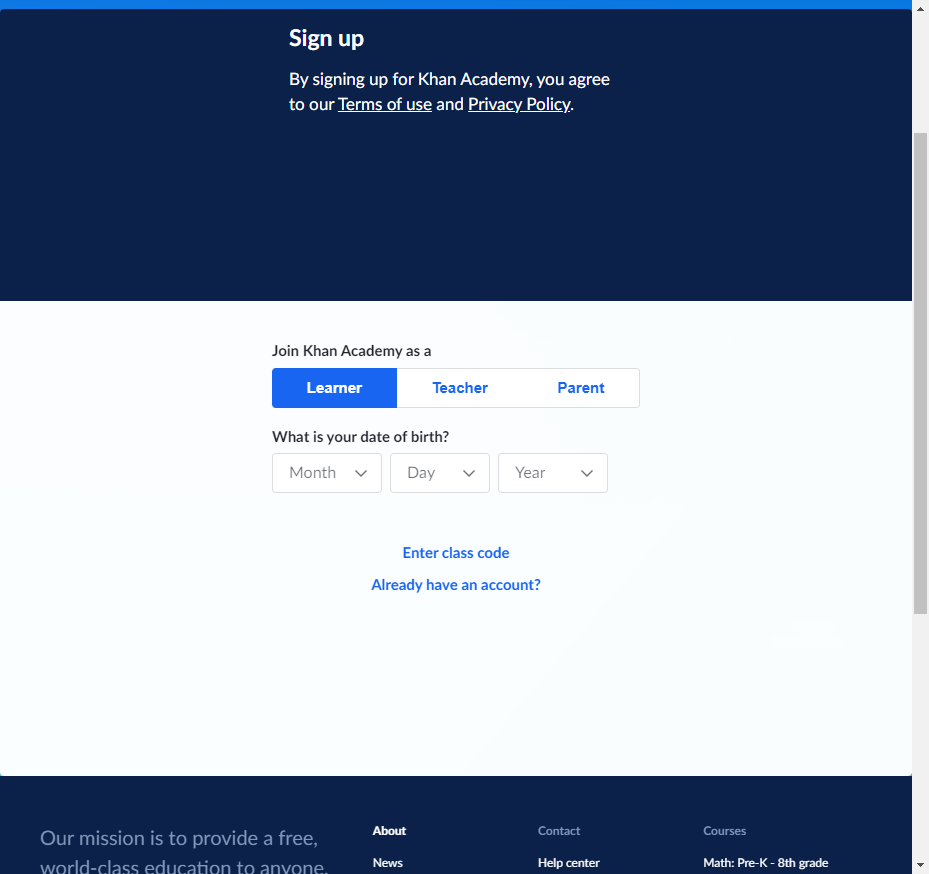 Sign up
By signing up for Khan Academy, you agree
to our Terms of use and Privacy Policy.
Join Khan Academy as a
Learner Teacher Parent
What is your date of birth?
Month Day Year
Enter class code
Already have an account?
Our mission is to provide a free,
world-class education to anyone,
About
News
Contact
Help center
Courses
Math: Pre-K - 8th grade